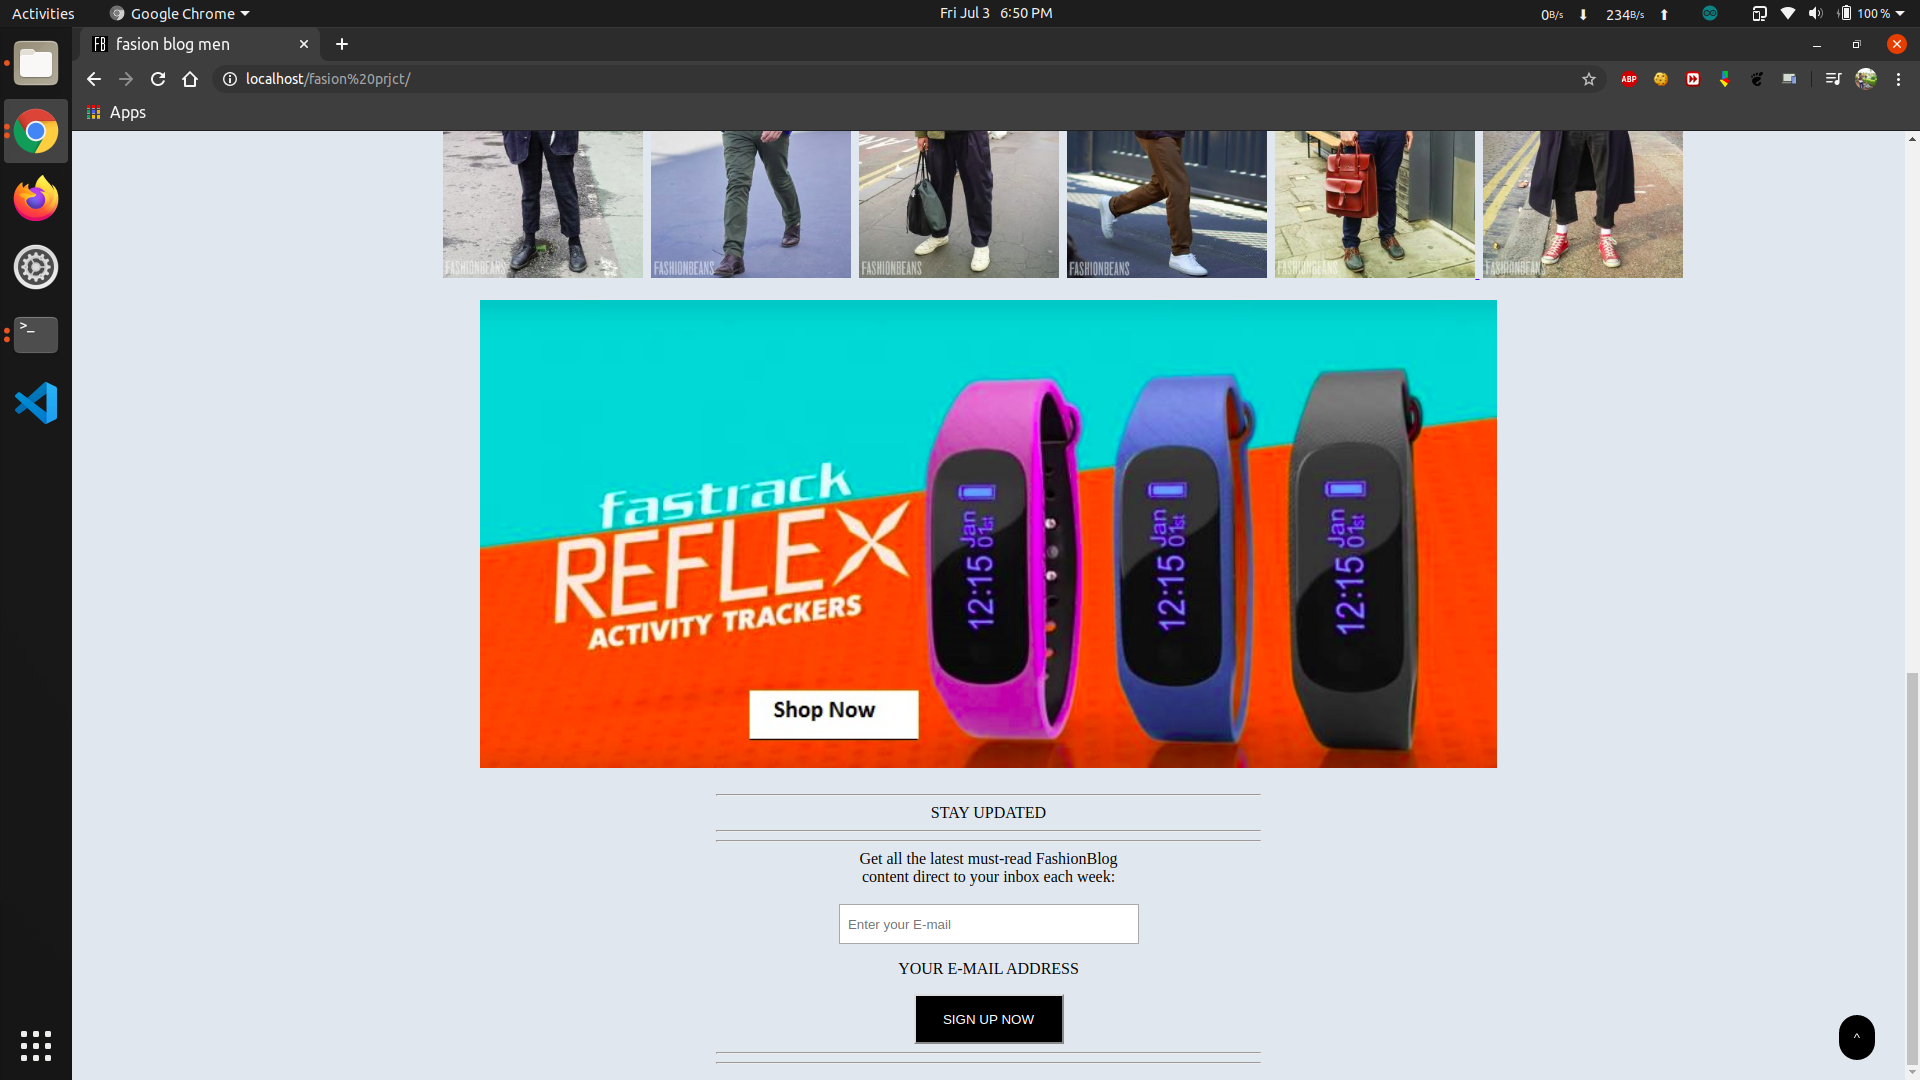 Activities
Google Chrome
Fri Jul 3 6:50 PM
0B/s
234B/s
100 %
FB
fasion blog men
localhost/fasion%20prjct/
ABP
Apps
FASHIONBEANS
FASHIONBEANS
FASHIONBEANS
FASHIONBEANS
FASHIONBEANS
FASHIONBEANS
fastrack
REFLEX
ACTIVITY TRACKERS
Jan 01st
12:15
Jan 01st
12:15
Jan 01st
12:15
Shop Now
STAY UPDATED
Get all the latest must-read FashionBlog
content direct to your inbox each week:
Enter your E-mail
YOUR E-MAIL ADDRESS
SIGN UP NOW
^